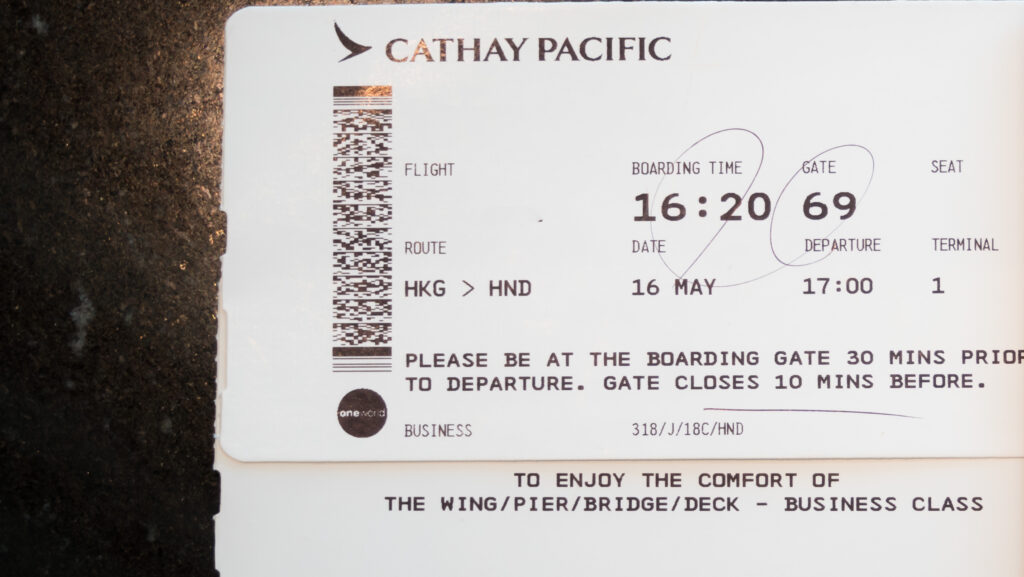 CATHAY PACIFIC
FLIGHT BOARDING TIME GATE SEAT
16:20 69
ROUTE DATE DEPARTURE TERMINAL
HKG > HND 16 MAY 17:00 1
PLEASE BE AT THE BOARDING GATE 30 MINS PRIOR
TO DEPARTURE. GATE CLOSES 10 MINS BEFORE.
oneworld
BUSINESS 318/J/18C/HND
TO ENJOY THE COMFORT OF
THE WING/PIER/BRIDGE/DECK - BUSINESS CLASS